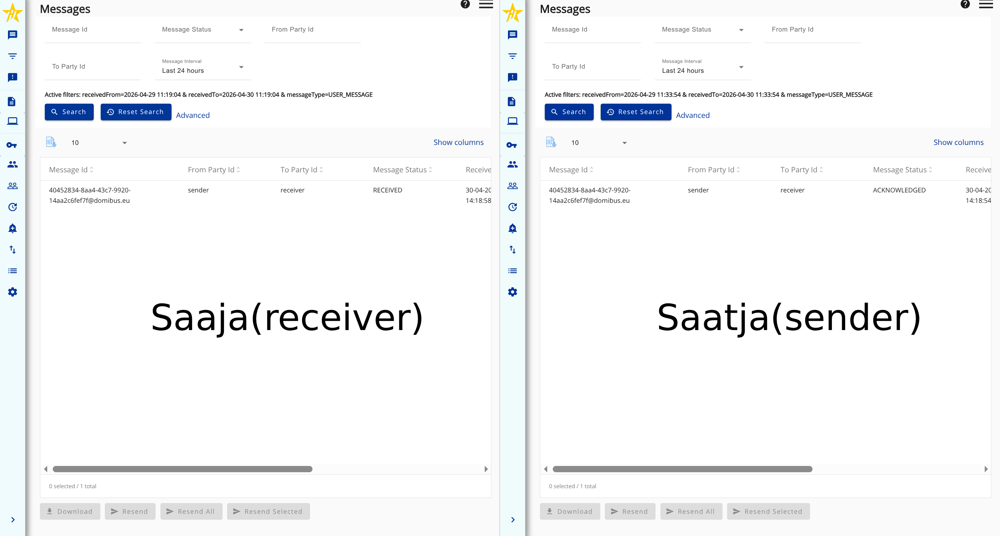 Messages
Message Id
Message Status
From Party Id
To Party Id
Message Interval
Last 24 hours
Active filters: receivedFrom=2026-04-29 11:19:04 & receivedTo=2026-04-30 11:19:04 & messageType=USER_MESSAGE
Search
Reset Search
Advanced
CSV
10
Show columns
Message Id From Party Id To Party Id Message Status Receive
40452834-8aa4-43c7-9920- sender receiver RECEIVED 30-04-20
14aa2c6fef7f@domibus.eu 14:18:58
Saaja(receiver)
0 selected / 1 total
Download
Resend
Resend All
Resend Selected
Messages
Message Id
Message Status
From Party Id
To Party Id
Message Interval
Last 24 hours
Active filters: receivedFrom=2026-04-29 11:33:54 & receivedTo=2026-04-30 11:33:54 & messageType=USER_MESSAGE
Search
Reset Search
Advanced
CSV
10
Show columns
Message Id From Party Id To Party Id Message Status Receive
40452834-8aa4-43c7-9920- sender receiver ACKNOWLEDGED 30-04-20
14aa2c6fef7f@domibus.eu 14:18:54
Saatja(sender)
0 selected / 1 total
Download
Resend
Resend All
Resend Selected